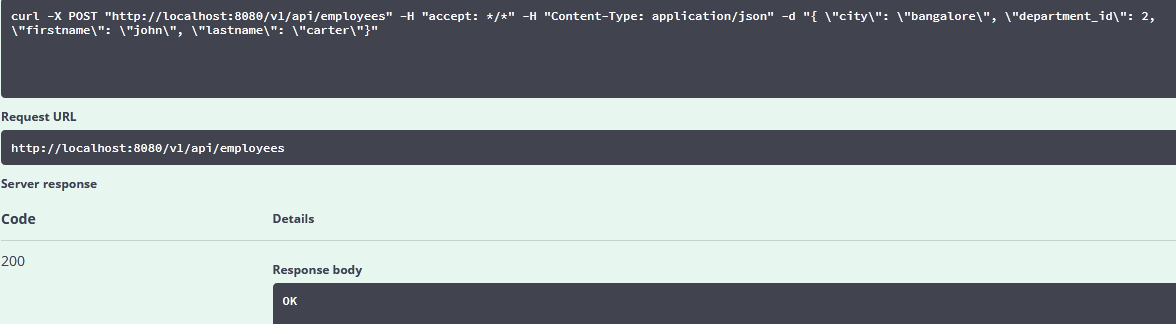 curl -X POST "http://localhost:8080/v1/api/employees" -H "accept: */*" -H "Content-Type: application/json" -d "{ \"city\": \"bangalore\", \"department_id\": 2,
\"firstname\": \"john\", \"lastname\": \"carter\"}"
Request URL
http://localhost:8080/v1/api/employees
Server response
Code Details
200
Response body
OK